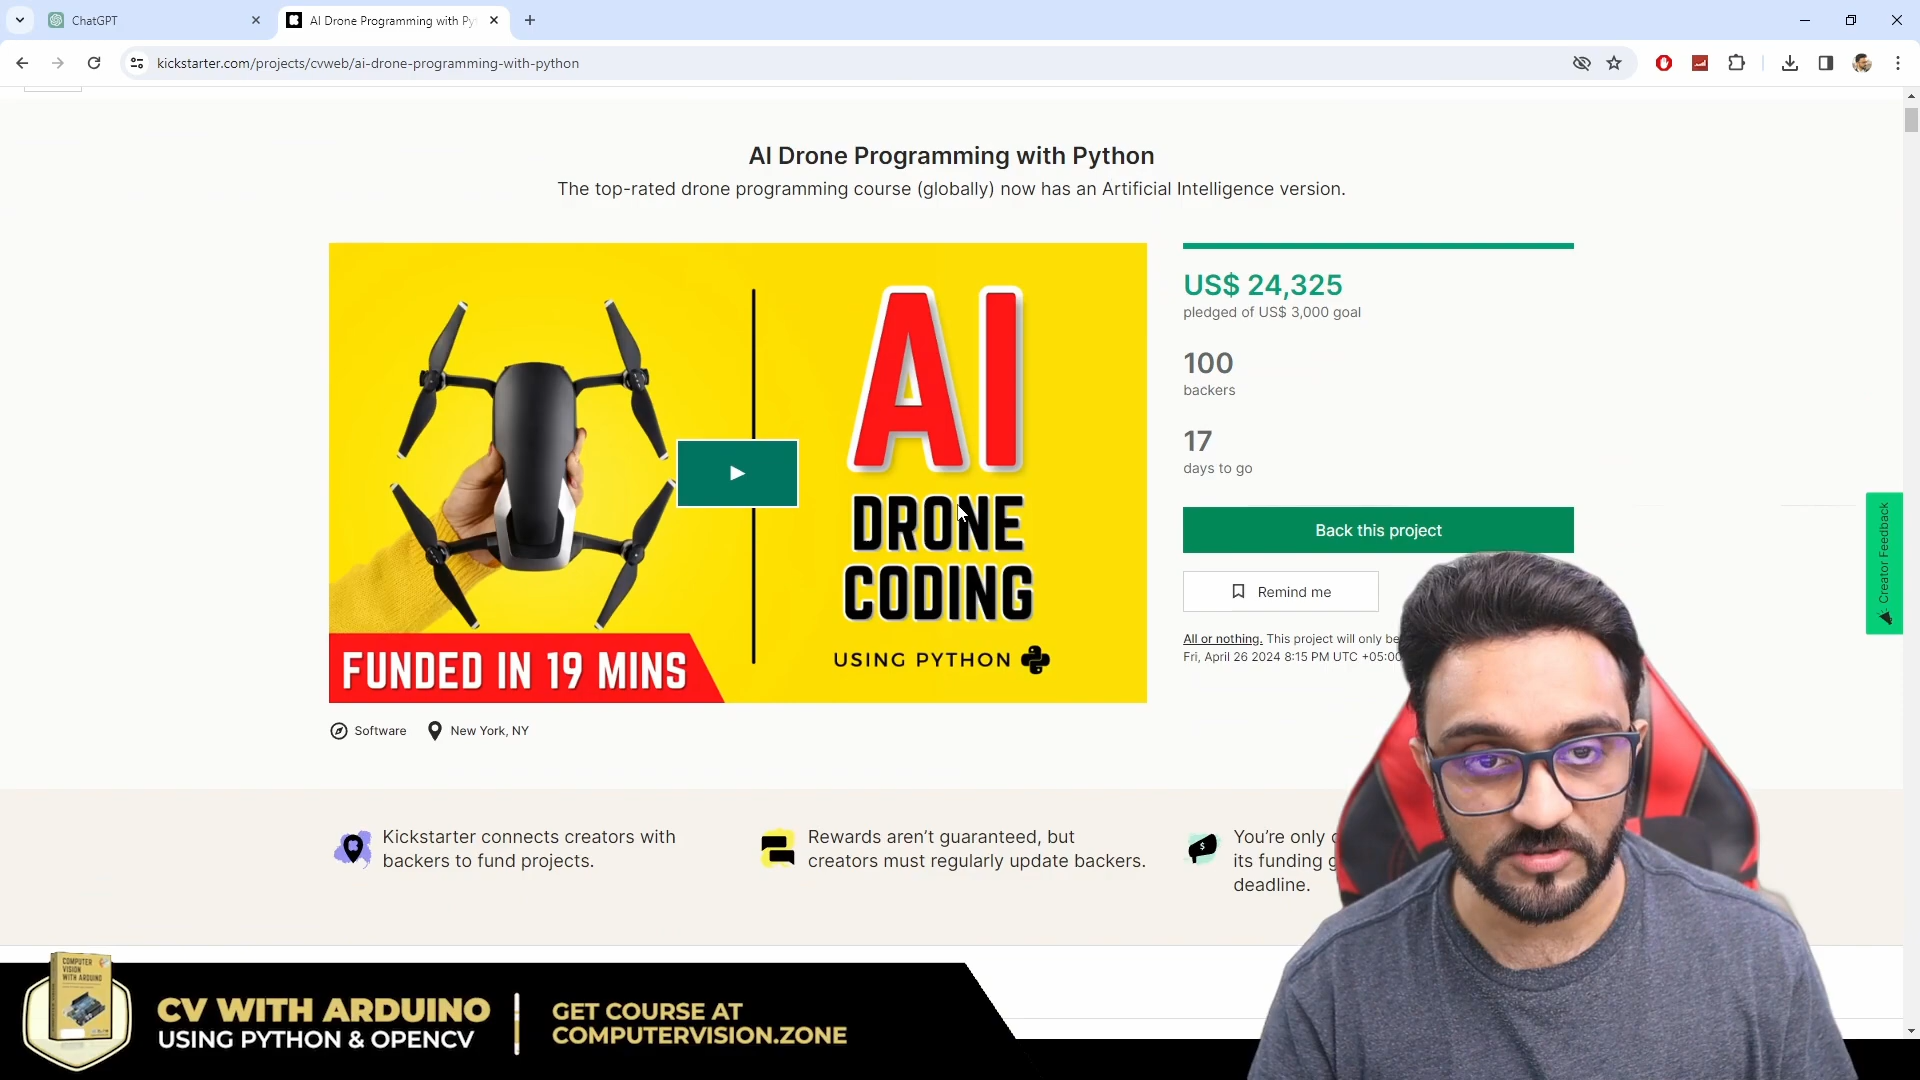 ChatGPT
AI Drone Programming with Py
kickstarter.com/projects/cvweb/ai-drone-programming-with-python
AI Drone Programming with Python
The top-rated drone programming course (globally) now has an Artificial Intelligence version.
AI
DRONE
CODING
USING PYTHON
FUNDED IN 19 MINS
US$ 24,325
pledged of US$ 3,000 goal
100
backers
17
days to go
Back this project
Remind me
All or nothing. This project will only be
Fri, April 26 2024 8:15 PM UTC +05:00
Creator Feedback
Software
New York, NY
Kickstarter connects creators with
backers to fund projects.
Rewards aren't guaranteed, but
creators must regularly update backers.
You're only
its funding
deadline.
COMPUTER
VISION
WITH ARDUINO
CV WITH ARDUINO
USING PYTHON & OPENCV
GET COURSE AT
COMPUTERVISION.ZONE